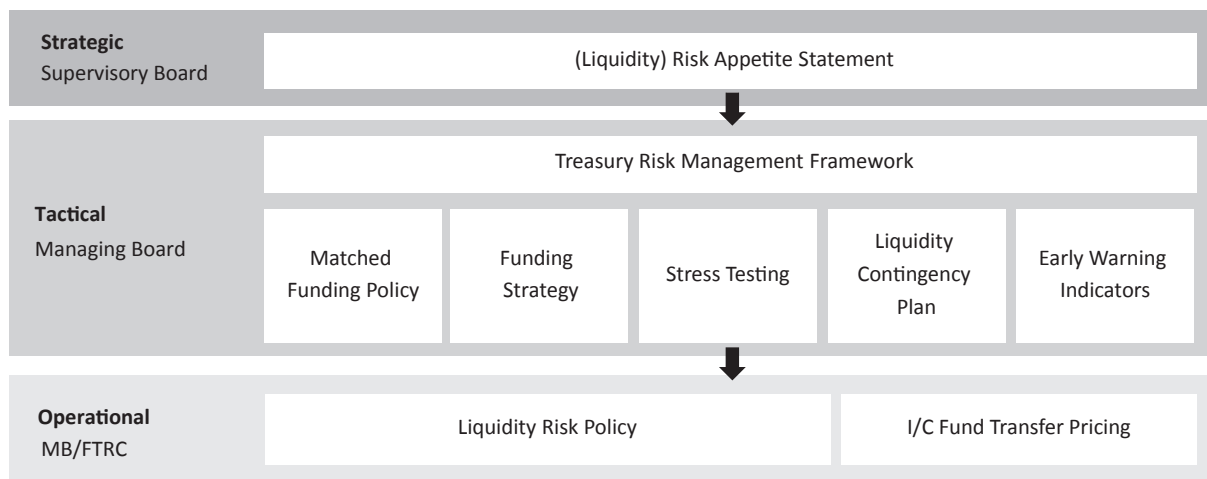 Strategic
Supervisory Board
(Liquidity) Risk Appetite Statement
Treasury Risk Management Framework
Tactical
Managing Board
Matched
Funding Policy
Funding
Strategy
Stress Testing
Liquidity
Contingency
Plan
Early Warning
Indicators
Operational
MB/FTRC
Liquidity Risk Policy
I/C Fund Transfer Pricing